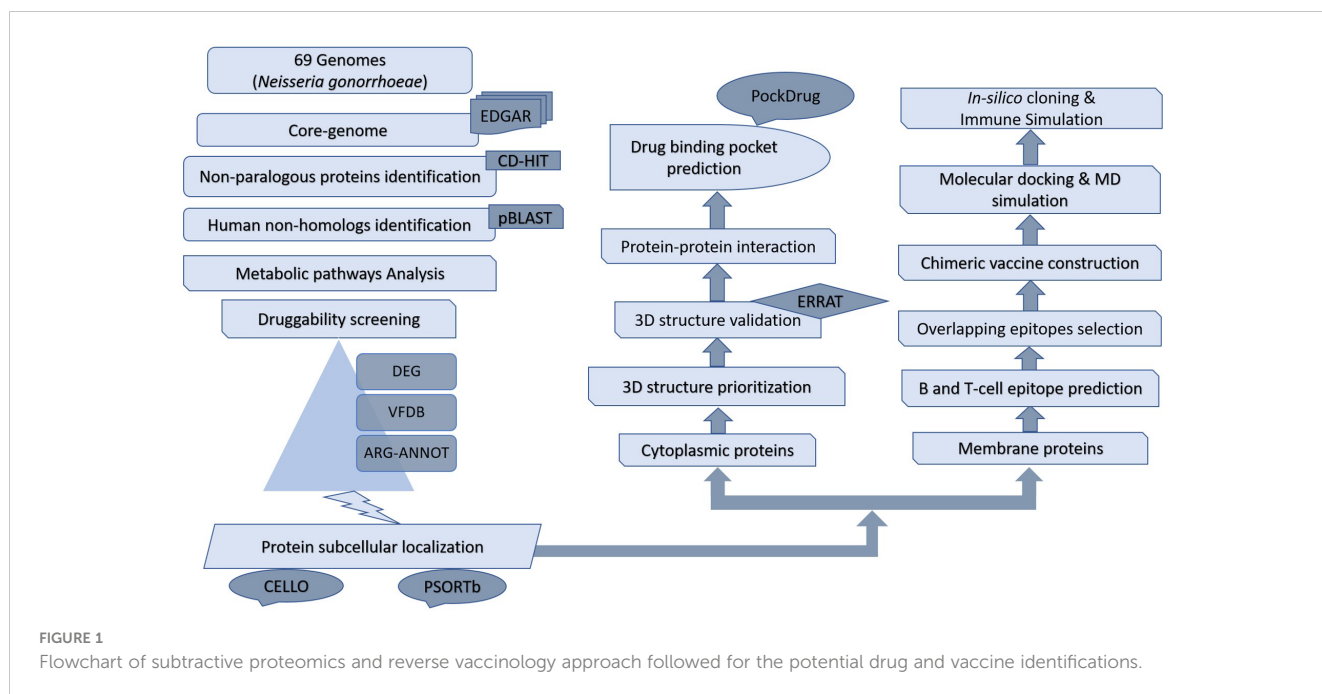 69 Genomes
(Neisseria gonorrhoeae)
EDGAR
Core-genome
CD-HIT
Non-paralogous proteins identification
pBLAST
Human non-homologs identification
Metabolic pathways Analysis
Druggability screening
DEG
VFDB
ARG-ANNOT
Protein subcellular localization
CELLO
PSORTb
PockDrug
Drug binding pocket
prediction
Protein-protein interaction
ERRAT
3D structure validation
3D structure prioritization
Cytoplasmic proteins
In-silico cloning &
Immune Simulation
Molecular docking & MD
simulation
Chimeric vaccine construction
Overlapping epitopes selection
B and T-cell epitope prediction
Membrane proteins
FIGURE 1
Flowchart of subtractive proteomics and reverse vaccinology approach followed for the potential drug and vaccine identifications.